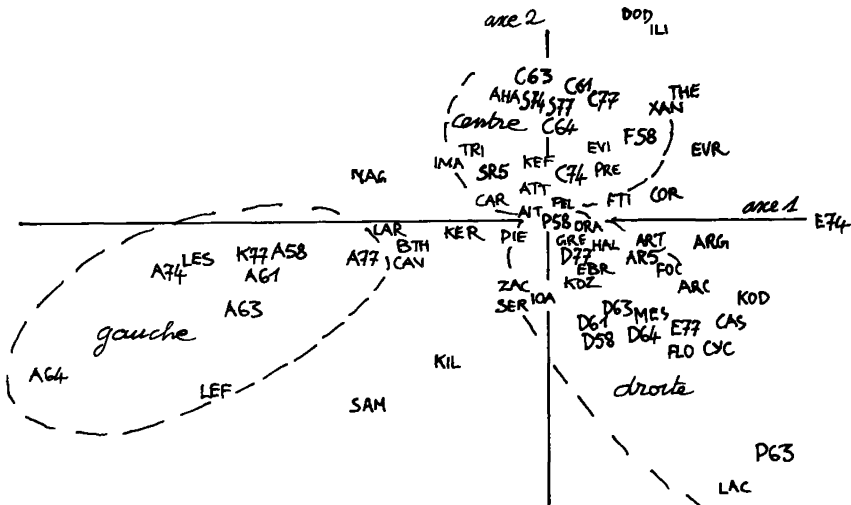 axe 2
DOD
ILI
C63
C61
THE
AHA
S74
S77
C77
XAN
centre
C64
F58
TRI
KEF
EVI
EVR
IMA
MAG
SR5
C74
PRE
ATT
CAR
FEL
FTI
COR
AIT
axe 1
P58
DRA
E74
LAR
KER
PIE
GRE
HAL
ART
ARG
BTH
LES
K77
A58
A77
CAN
D77
AR5
A74
A61
EBR
FOC
ZAC
KDZ
ARC
SER
IOA
KOD
A63
D63
MES
D61
CAS
gauche
D58
D64
E77
FLO
CYC
KIL
A64
LEF
droite
SAM
P63
LAC